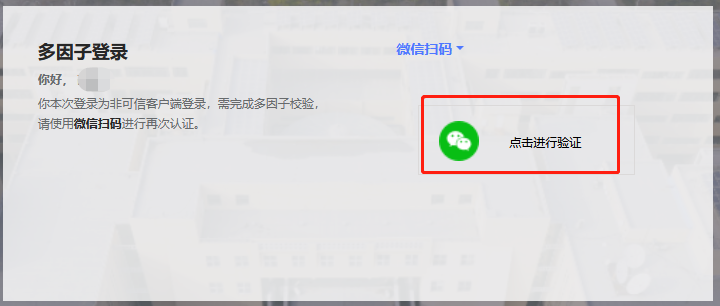 多因子登录
你好，
你本次登录为非可信客户端登录，需完成多因子校验，
请使用微信扫码进行再次认证。
微信扫码
点击进行验证